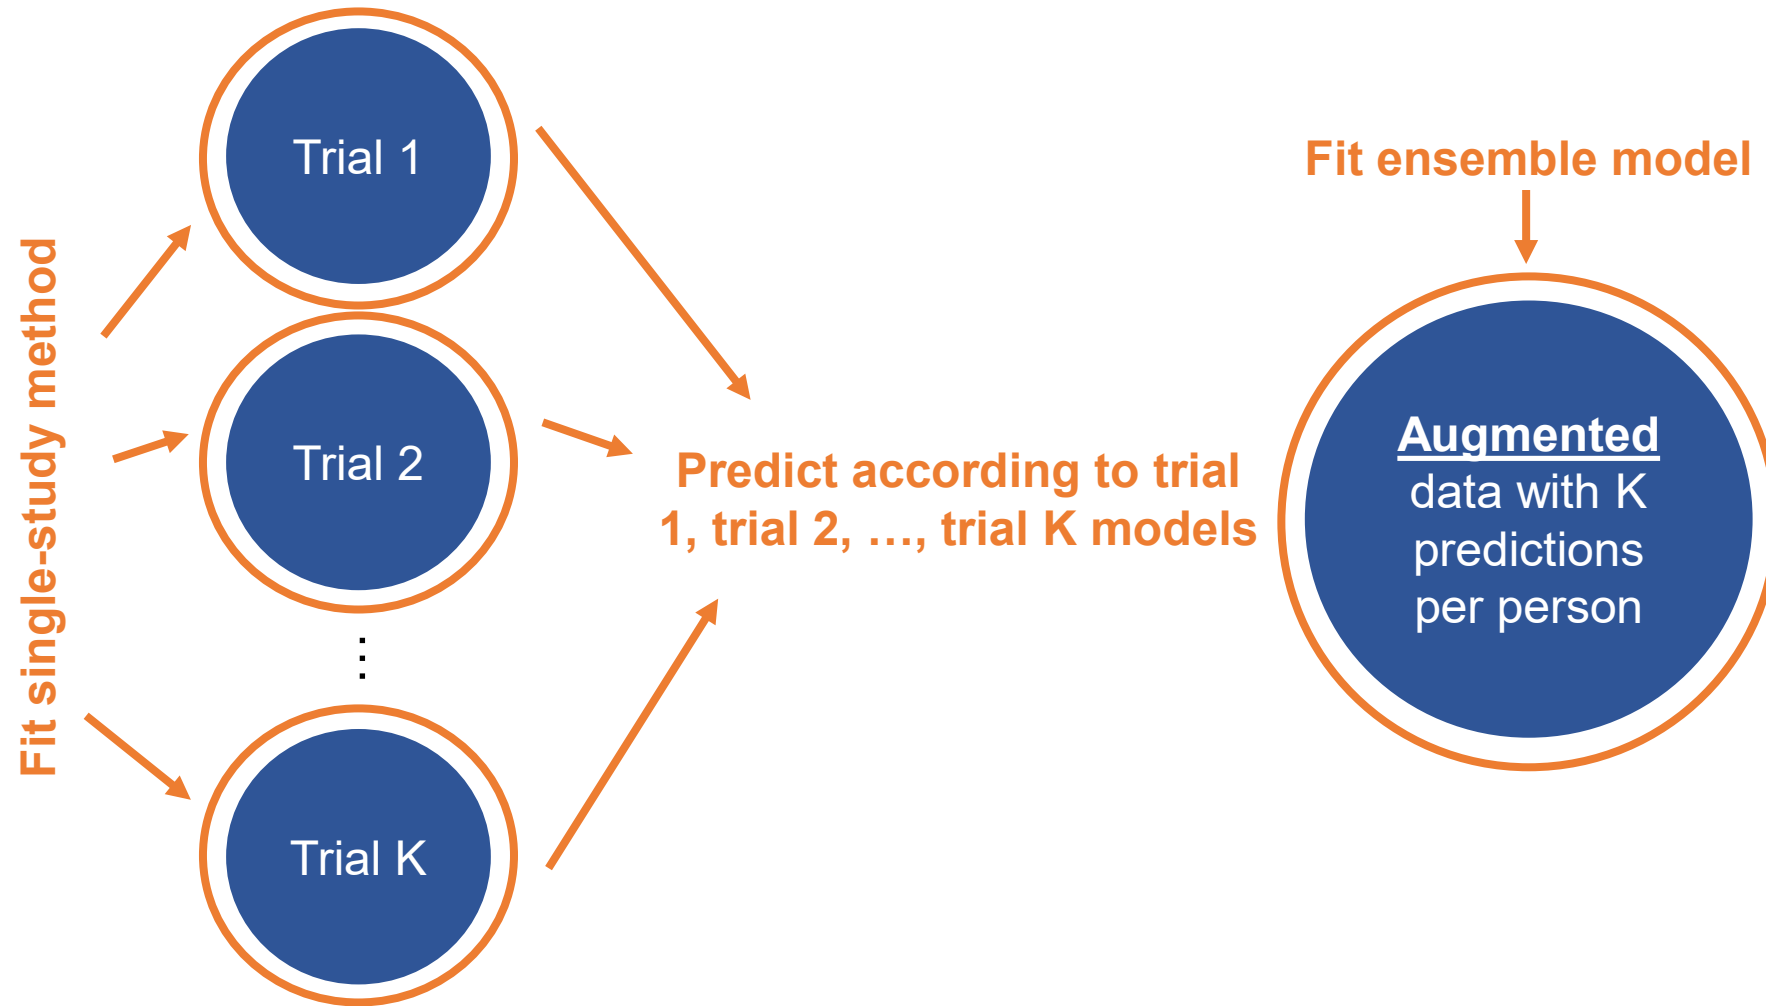 Fit single-study method
Trial 1
Trial 2
⋮
Trial K
Predict according to trial
1, trial 2, …, trial K models
Fit ensemble model
Augmented
data with K
predictions
per person